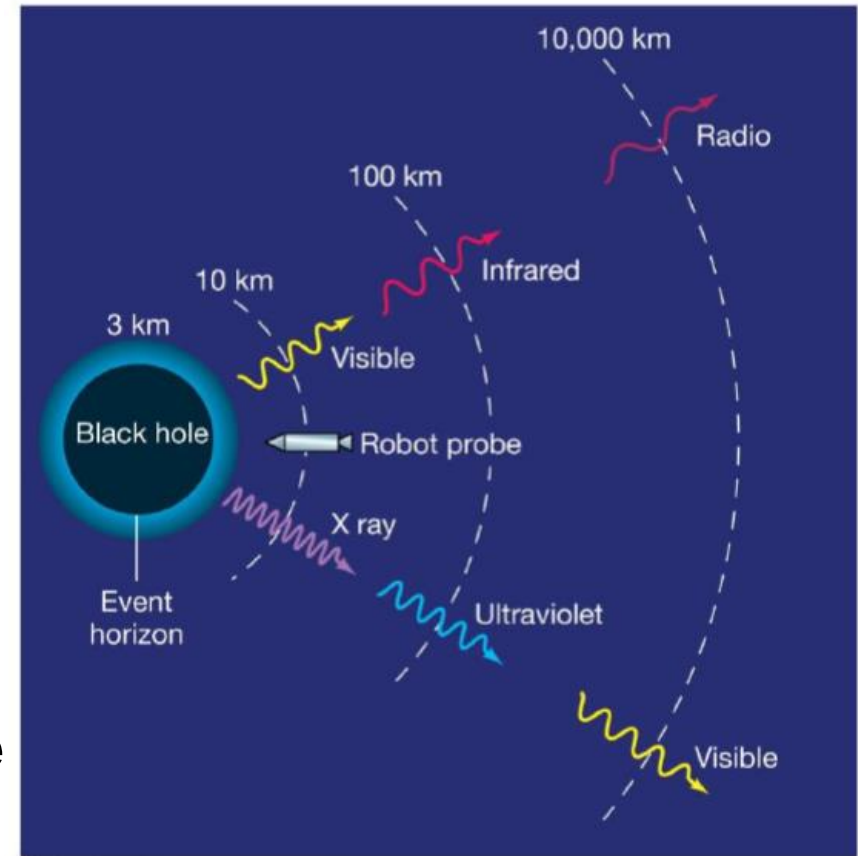 10,000 km
Radio
100 km
Infrared
10 km
3 km
Visible
Black hole
Robot probe
X ray
Event
horizon
Ultraviolet
Visible
e